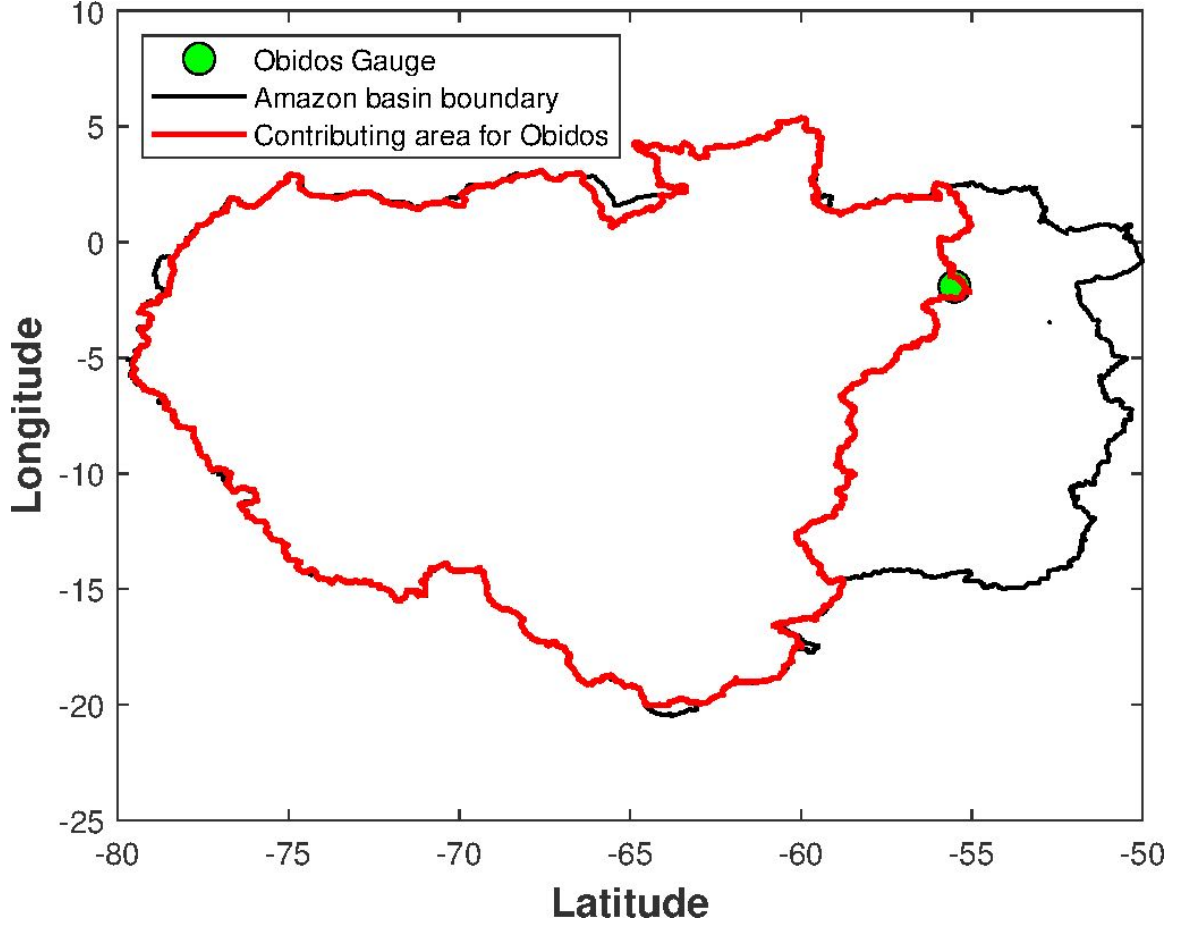 10
5
0
-5
-10
-15
-20
-25
Longitude
Obidos Gauge
Amazon basin boundary
Contributing area for Obidos
-80 -75 -70 -65 -60 -55 -50
Latitude